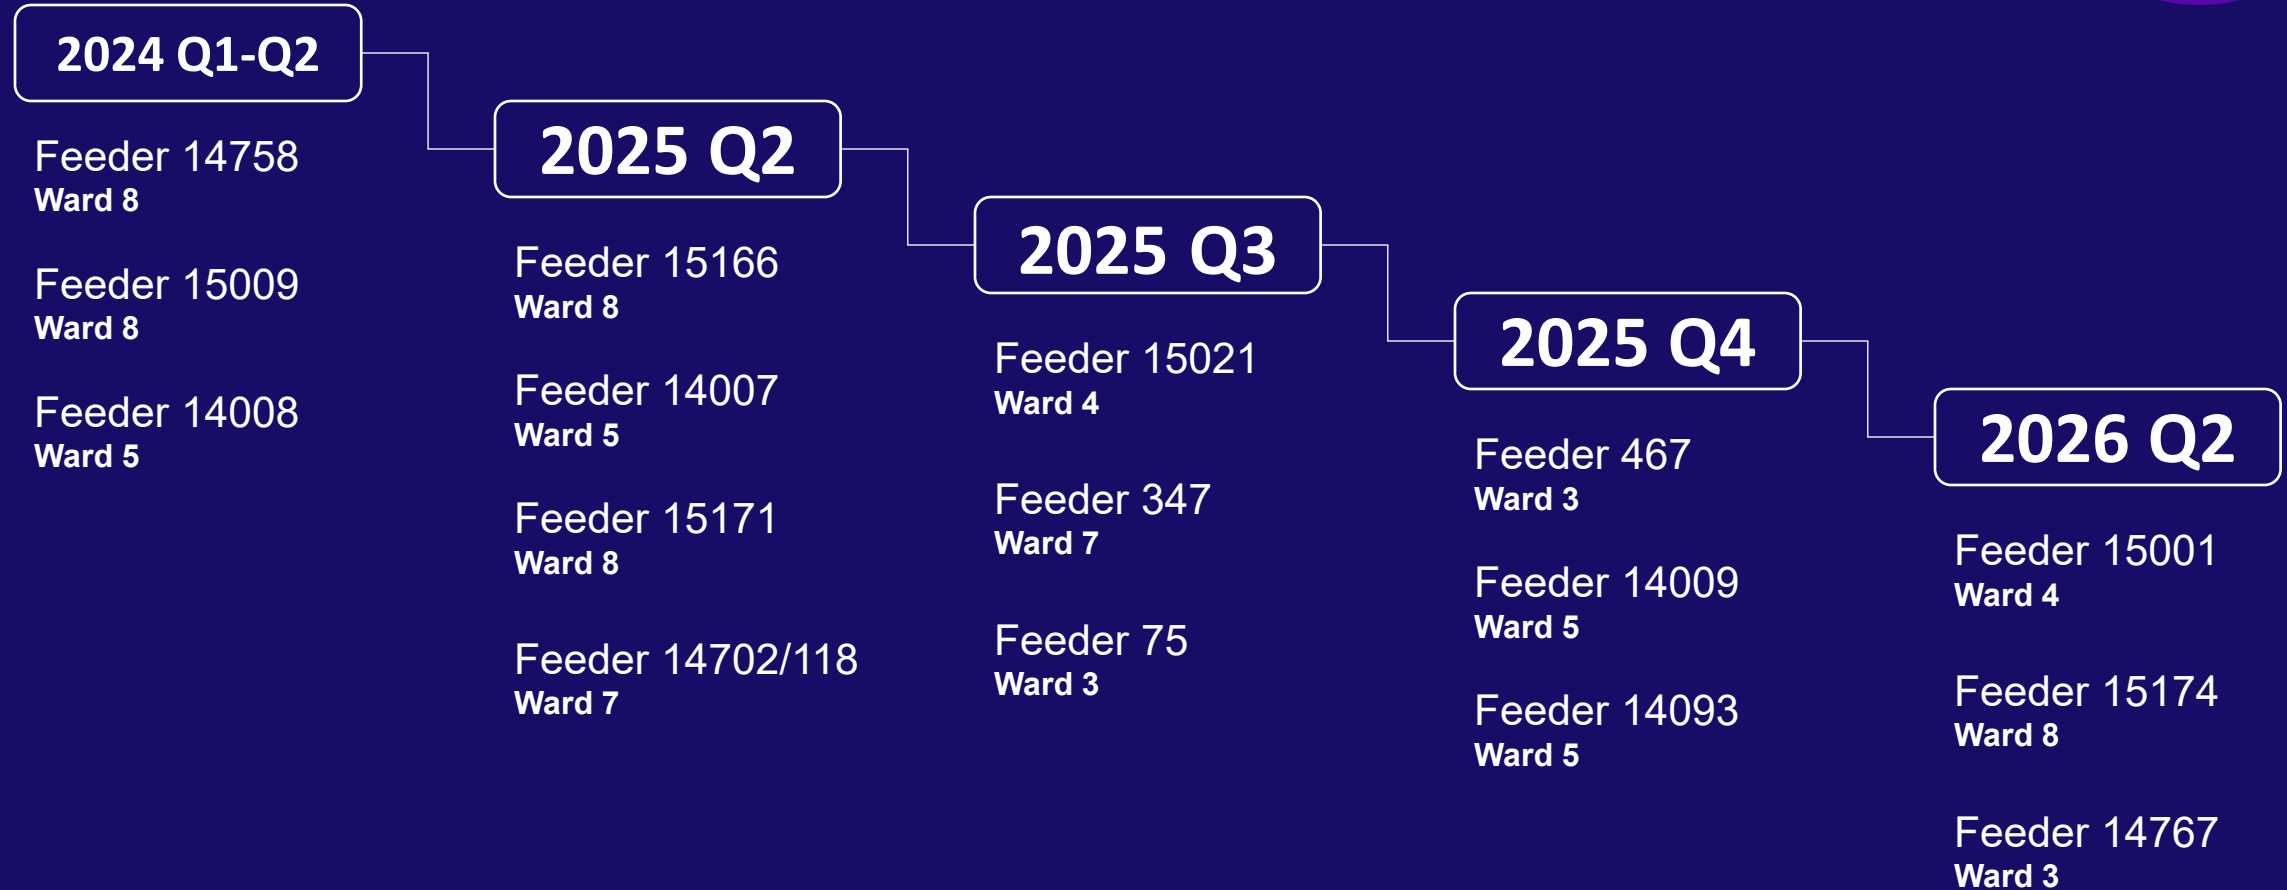 2024 Q1-Q2
Feeder 14758
Ward 8
Feeder 15009
Ward 8
Feeder 14008
Ward 5
2025 Q2
Feeder 15166
Ward 8
Feeder 14007
Ward 5
Feeder 15171
Ward 8
Feeder 14702/118
Ward 7
2025 Q3
Feeder 15021
Ward 4
Feeder 347
Ward 7
Feeder 75
Ward 3
2025 Q4
Feeder 467
Ward 3
Feeder 14009
Ward 5
Feeder 14093
Ward 5
2026 Q2
Feeder 15001
Ward 4
Feeder 15174
Ward 8
Feeder 14767
Ward 3